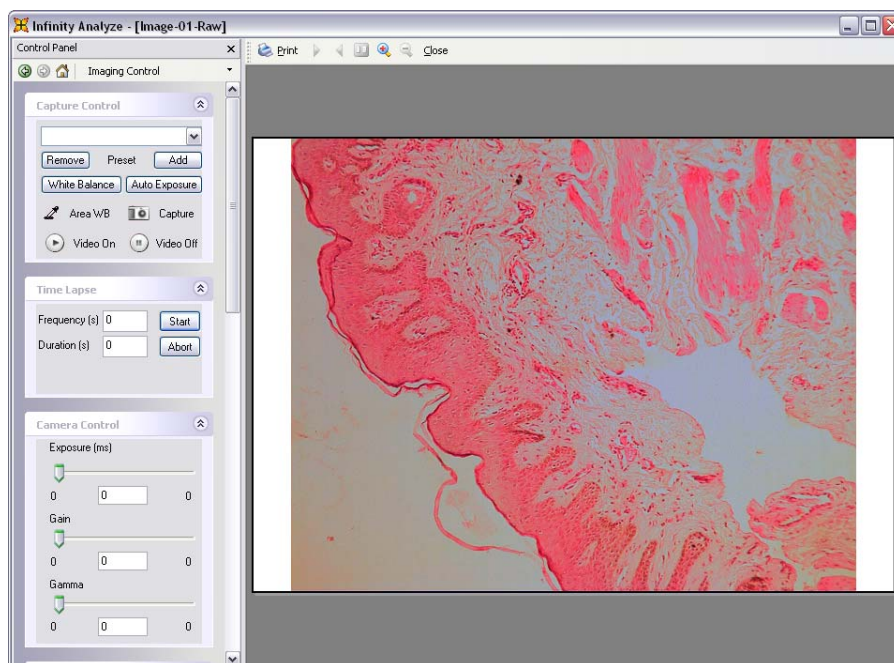 Infinity Analyze - [Image-01-Raw]
Control Panel
Print Close
Imaging Control
Capture Control
Remove Preset Add
White Balance Auto Exposure
Area WB Capture
Video On Video Off
Time Lapse
Frequency (s) 0 Start
Duration (s) 0 Abort
Camera Control
Exposure (ms)
0 0 0
Gain
0 0 0
Gamma
0 0 0